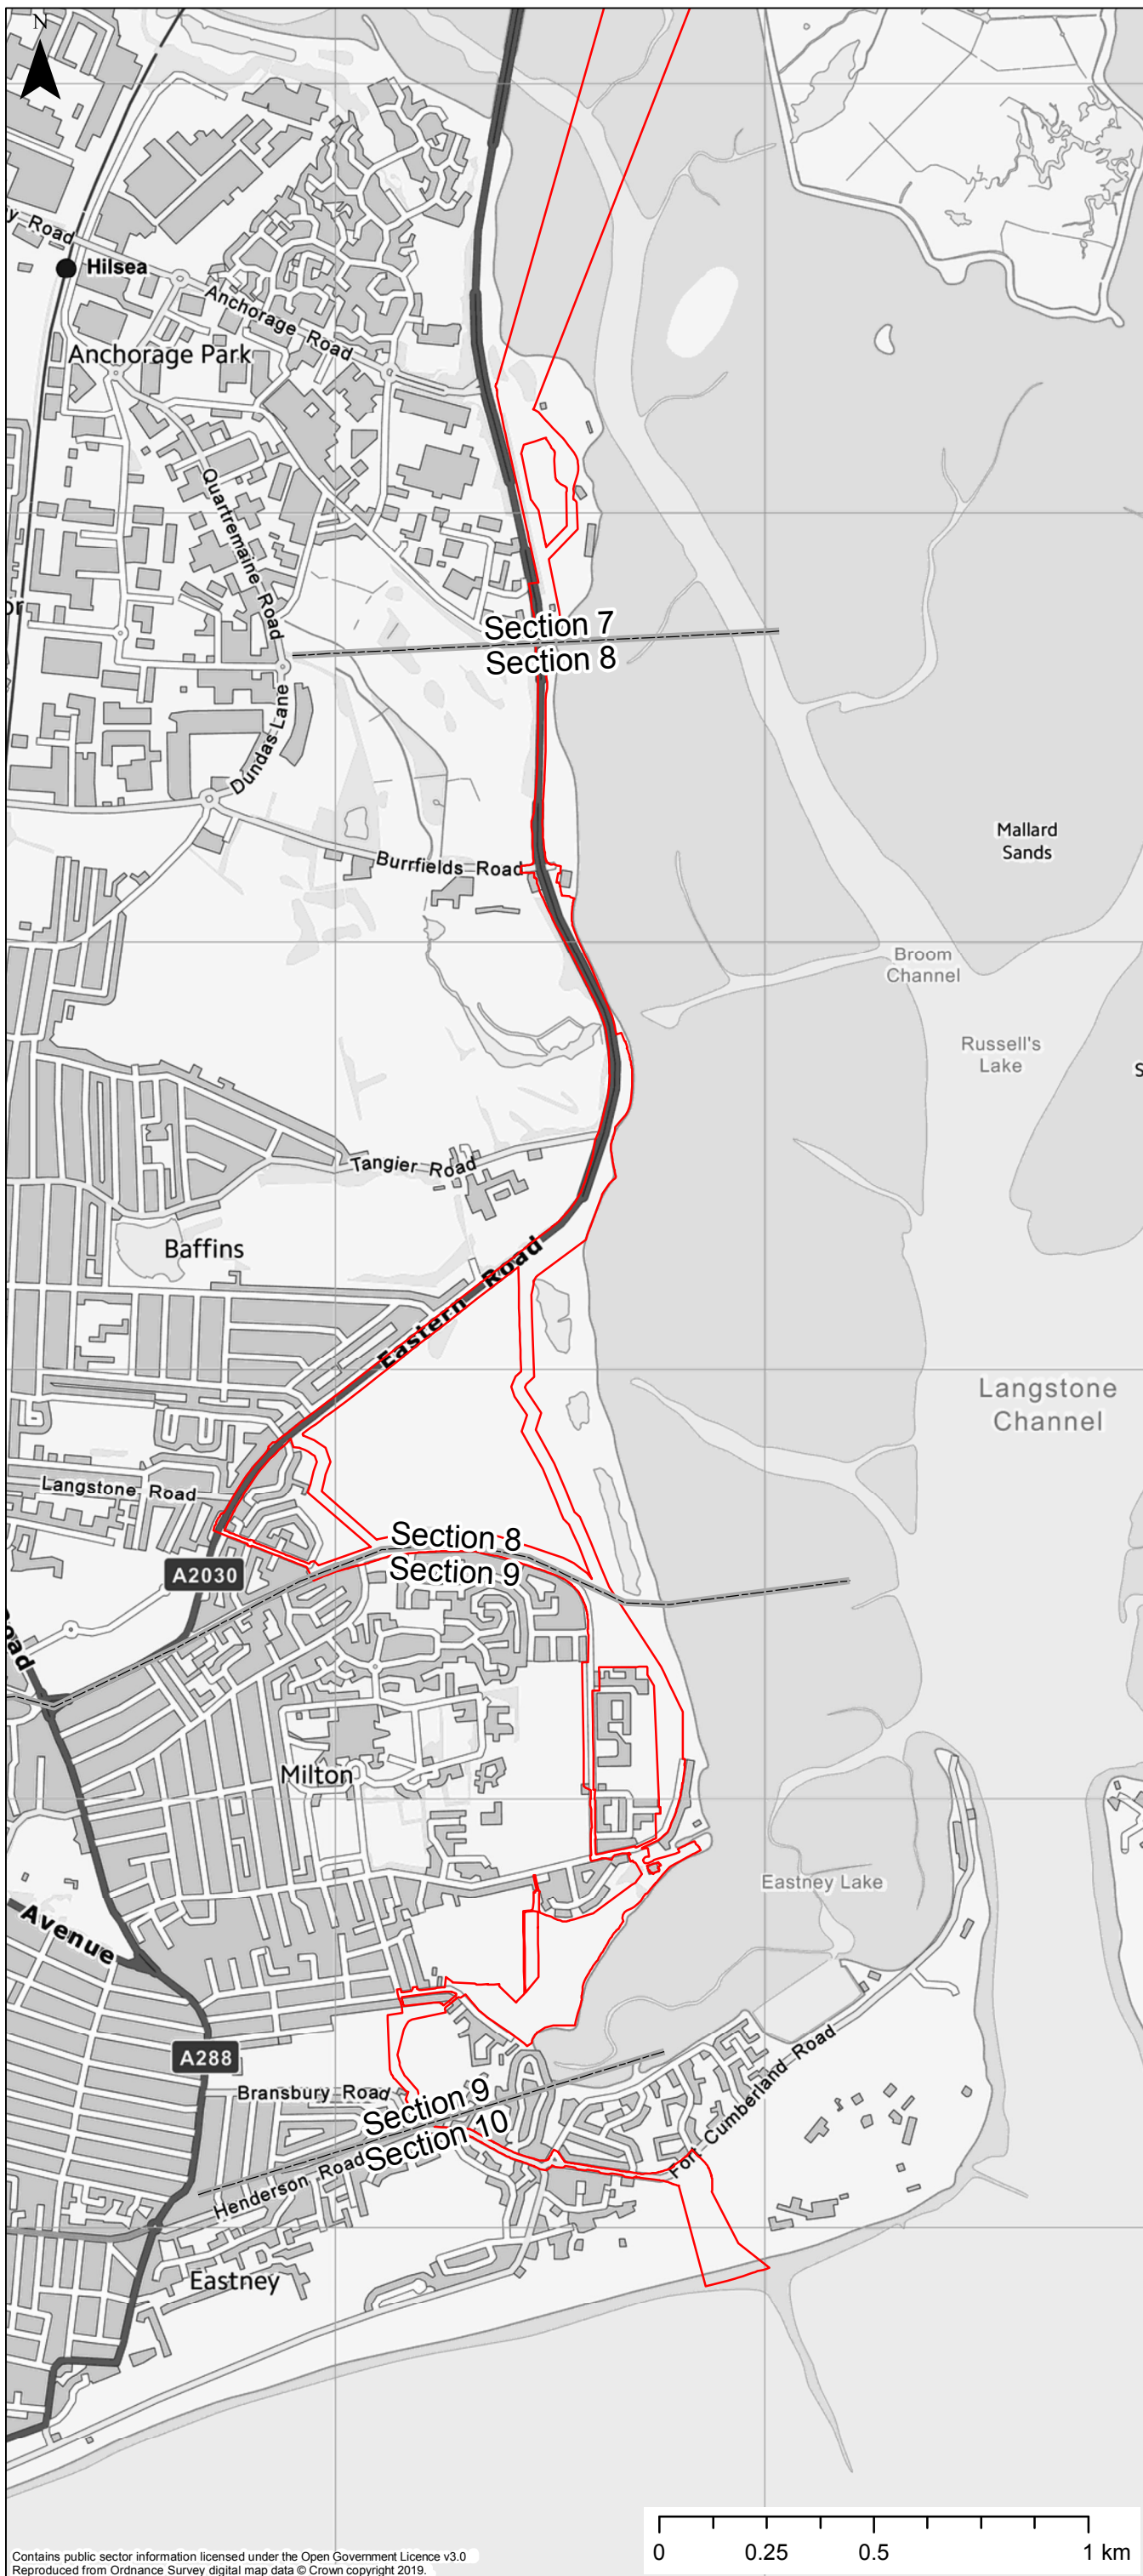 N
y Road
Hilsea
Anchorage Road
Anchorage Park
Quartremaine Road
Section 7
Section 8
Dundas Lane
Mallard
Sands
Burrfields Road
Broom
Channel
Russell's
Lake
Tangier Road
Baffins
Eastern Road
Langstone
Channel
Langstone Road
Section 8
Section 9
A2030
oad
Milton
Eastney Lake
Avenue
A288
Bransbury Road
Section 9
Section 10
Fort Cumberland Road
Henderson Road
Eastney
0 0.25 0.5 1 km
Contains public sector information licensed under the Open Government Licence v3.0
Reproduced from Ordnance Survey digital map data © Crown copyright 2019.